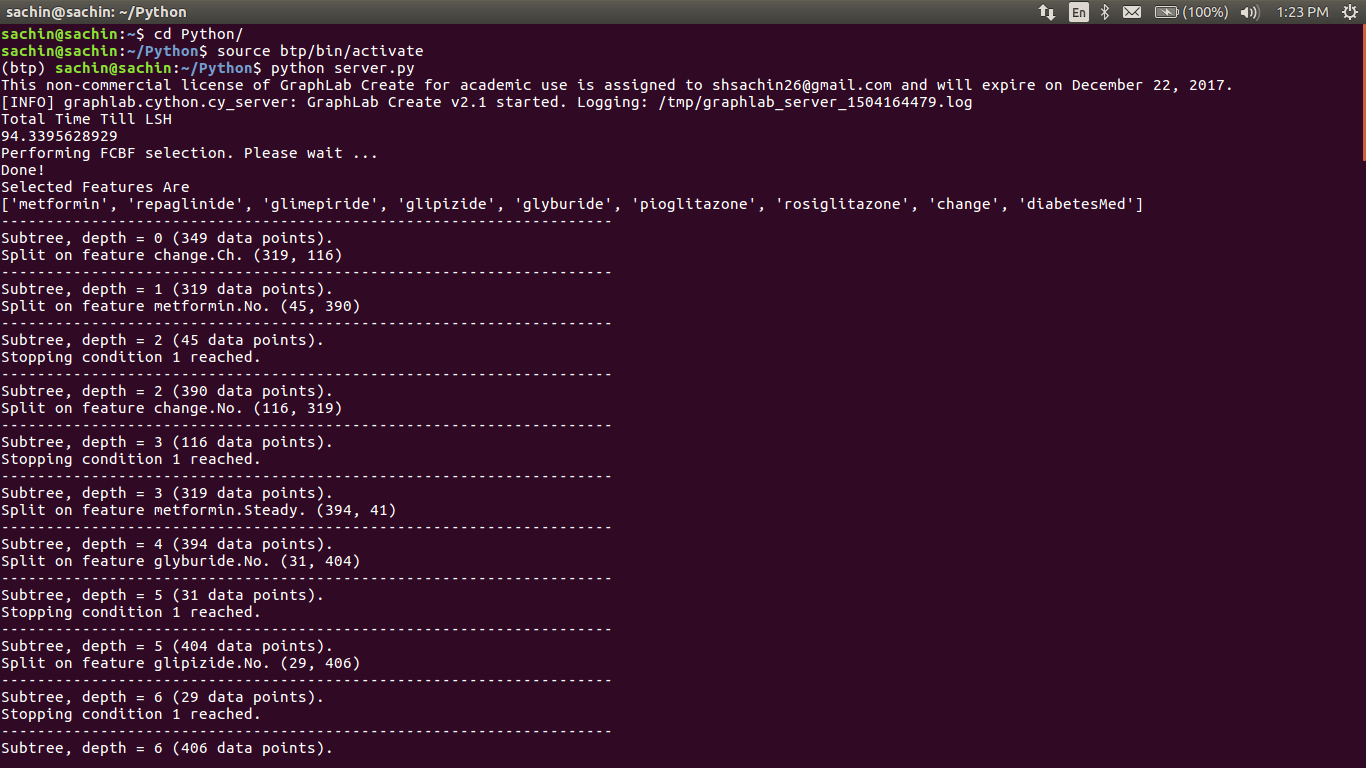 sachin@sachin: ~/Python
En
(100%)
1:23 PM
sachin@sachin:~$ cd Python/
sachin@sachin:~/Python$ source btp/bin/activate
(btp) sachin@sachin:~/Python$ python server.py
This non-commercial license of GraphLab Create for academic use is assigned to shsachin26@gmail.com and will expire on December 22, 2017.
[INFO] graphlab.cython.cy_server: GraphLab Create v2.1 started. Logging: /tmp/graphlab_server_1504164479.log
Total Time Till LSH
94.3395628929
Performing FCBF selection. Please wait ...
Done!
Selected Features Are
['metformin', 'repaglinide', 'glimepiride', 'glipizide', 'glyburide', 'pioglitazone', 'rosiglitazone', 'change', 'diabetesMed']
--------------------------------------------------------------------
Subtree, depth = 0 (349 data points).
Split on feature change.Ch. (319, 116)
--------------------------------------------------------------------
Subtree, depth = 1 (319 data points).
Split on feature metformin.No. (45, 390)
--------------------------------------------------------------------
Subtree, depth = 2 (45 data points).
Stopping condition 1 reached.
--------------------------------------------------------------------
Subtree, depth = 2 (390 data points).
Split on feature change.No. (116, 319)
--------------------------------------------------------------------
Subtree, depth = 3 (116 data points).
Stopping condition 1 reached.
--------------------------------------------------------------------
Subtree, depth = 3 (319 data points).
Split on feature metformin.Steady. (394, 41)
--------------------------------------------------------------------
Subtree, depth = 4 (394 data points).
Split on feature glyburide.No. (31, 404)
--------------------------------------------------------------------
Subtree, depth = 5 (31 data points).
Stopping condition 1 reached.
--------------------------------------------------------------------
Subtree, depth = 5 (404 data points).
Split on feature glipizide.No. (29, 406)
--------------------------------------------------------------------
Subtree, depth = 6 (29 data points).
Stopping condition 1 reached.
--------------------------------------------------------------------
Subtree, depth = 6 (406 data points).